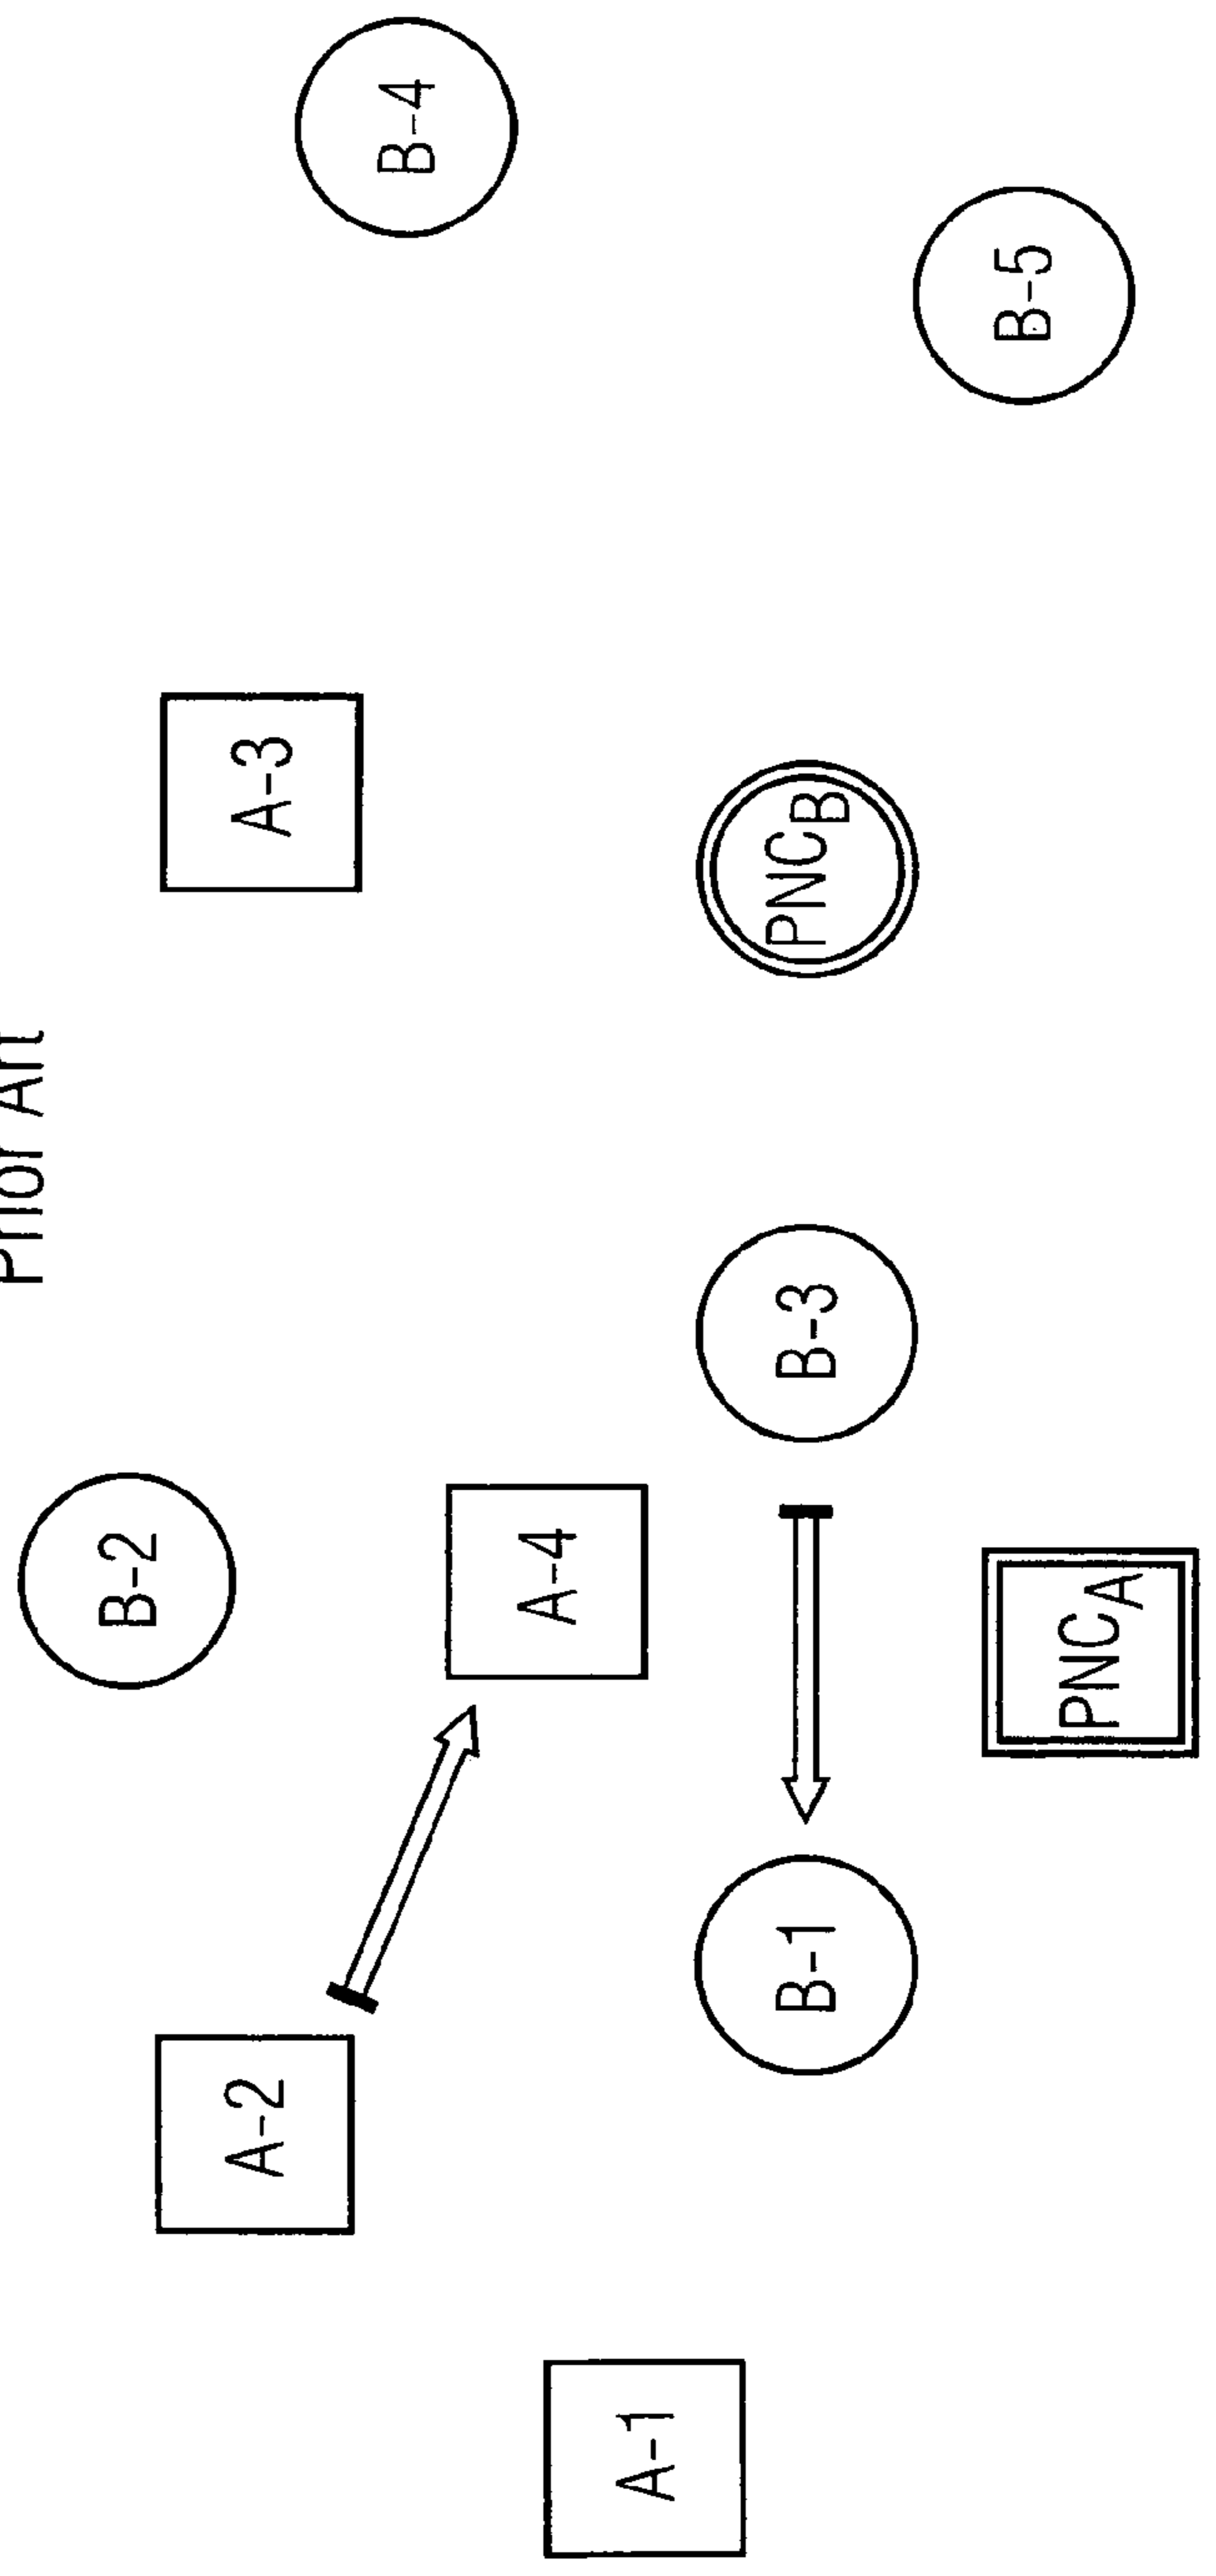 Prior Art
B-2
A-2
A-3
B-4
A-4
A-1
B-1
B-3
PNCB
B-5
PNCA